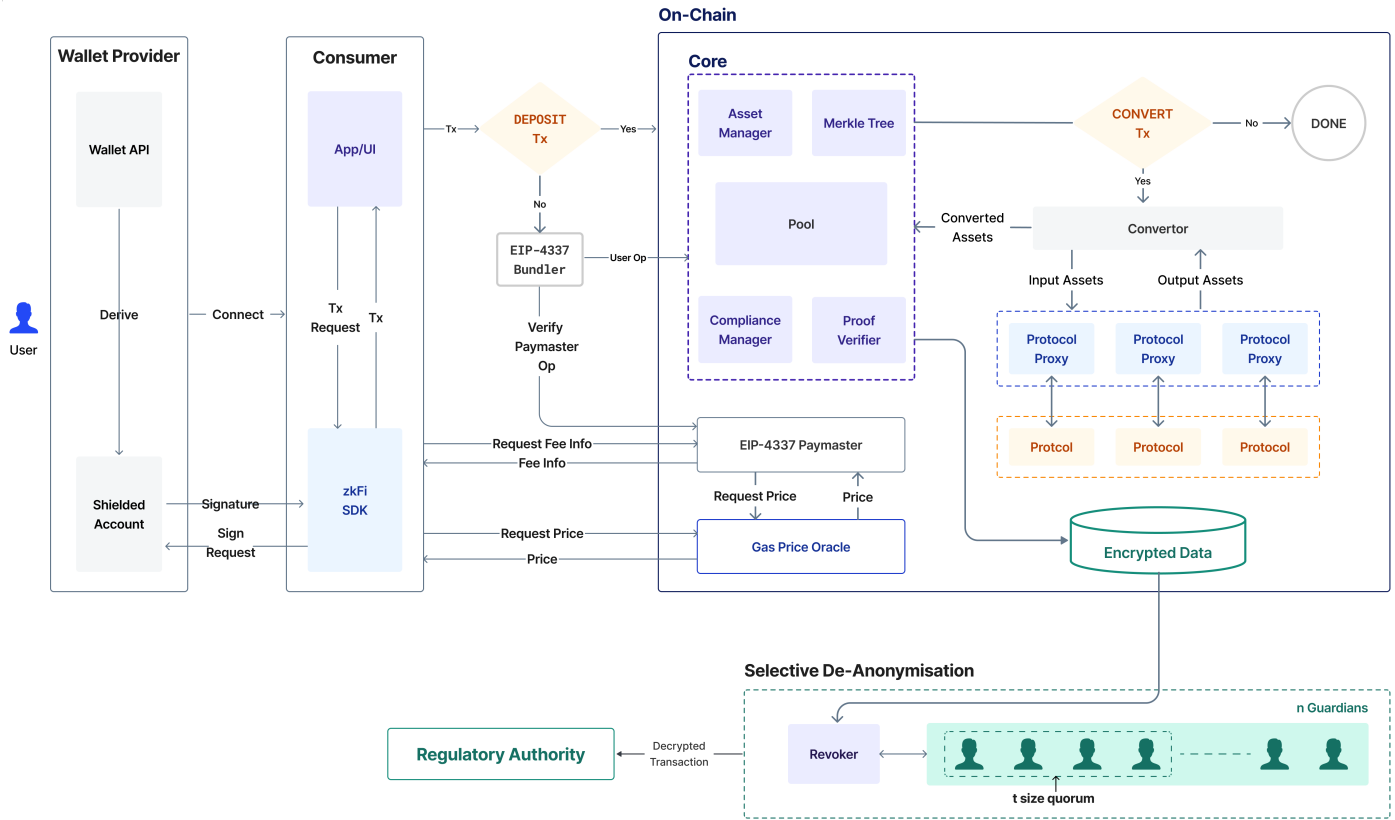 On-Chain
Wallet Provider
Wallet API
Derive
Shielded
Account
User
Connect
Signature
Sign
Request
Consumer
App/UI
Tx
Request
Tx
zkFi
SDK
Tx
DEPOSIT
Tx
Yes
No
EIP-4337
Bundler
User Op
Verify
Paymaster
Op
Request Fee Info
Fee Info
Request Price
Price
Core
Asset
Manager
Merkle Tree
Pool
Compliance
Manager
Proof
Verifier
CONVERT
Tx
No
DONE
Yes
Converted
Assets
Convertor
Input Assets
Output Assets
Protocol
Proxy
Protocol
Proxy
Protocol
Proxy
Protcol
Protocol
Protocol
EIP-4337 Paymaster
Request Price
Price
Gas Price Oracle
Encrypted Data
Selective De-Anonymisation
n Guardians
Revoker
t size quorum
Decrypted
Transaction
Regulatory Authority